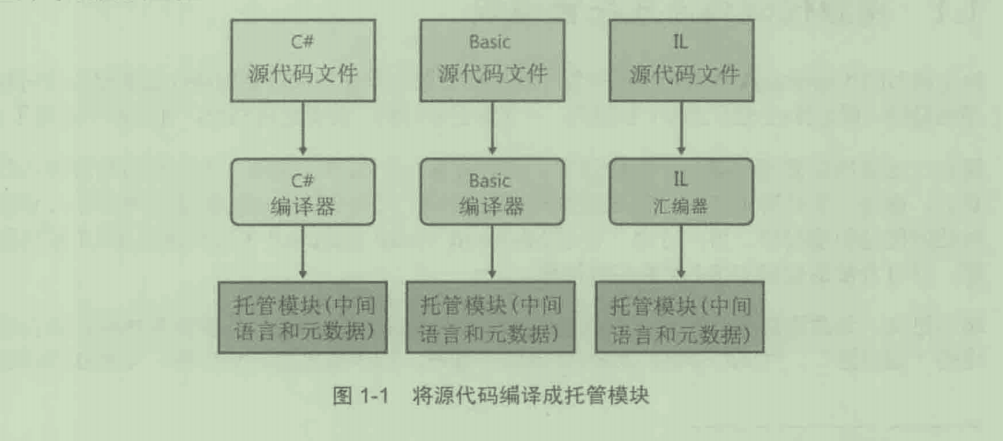 C#
源代码文件
Basic
源代码文件
IL
源代码文件
C#
编译器
Basic
编译器
IL
汇编器
托管模块(中间
语言和元数据)
托管模块(中间
语言和元数据)
托管模块(中间
语言和元数据)
图 1-1 将源代码编译成托管模块